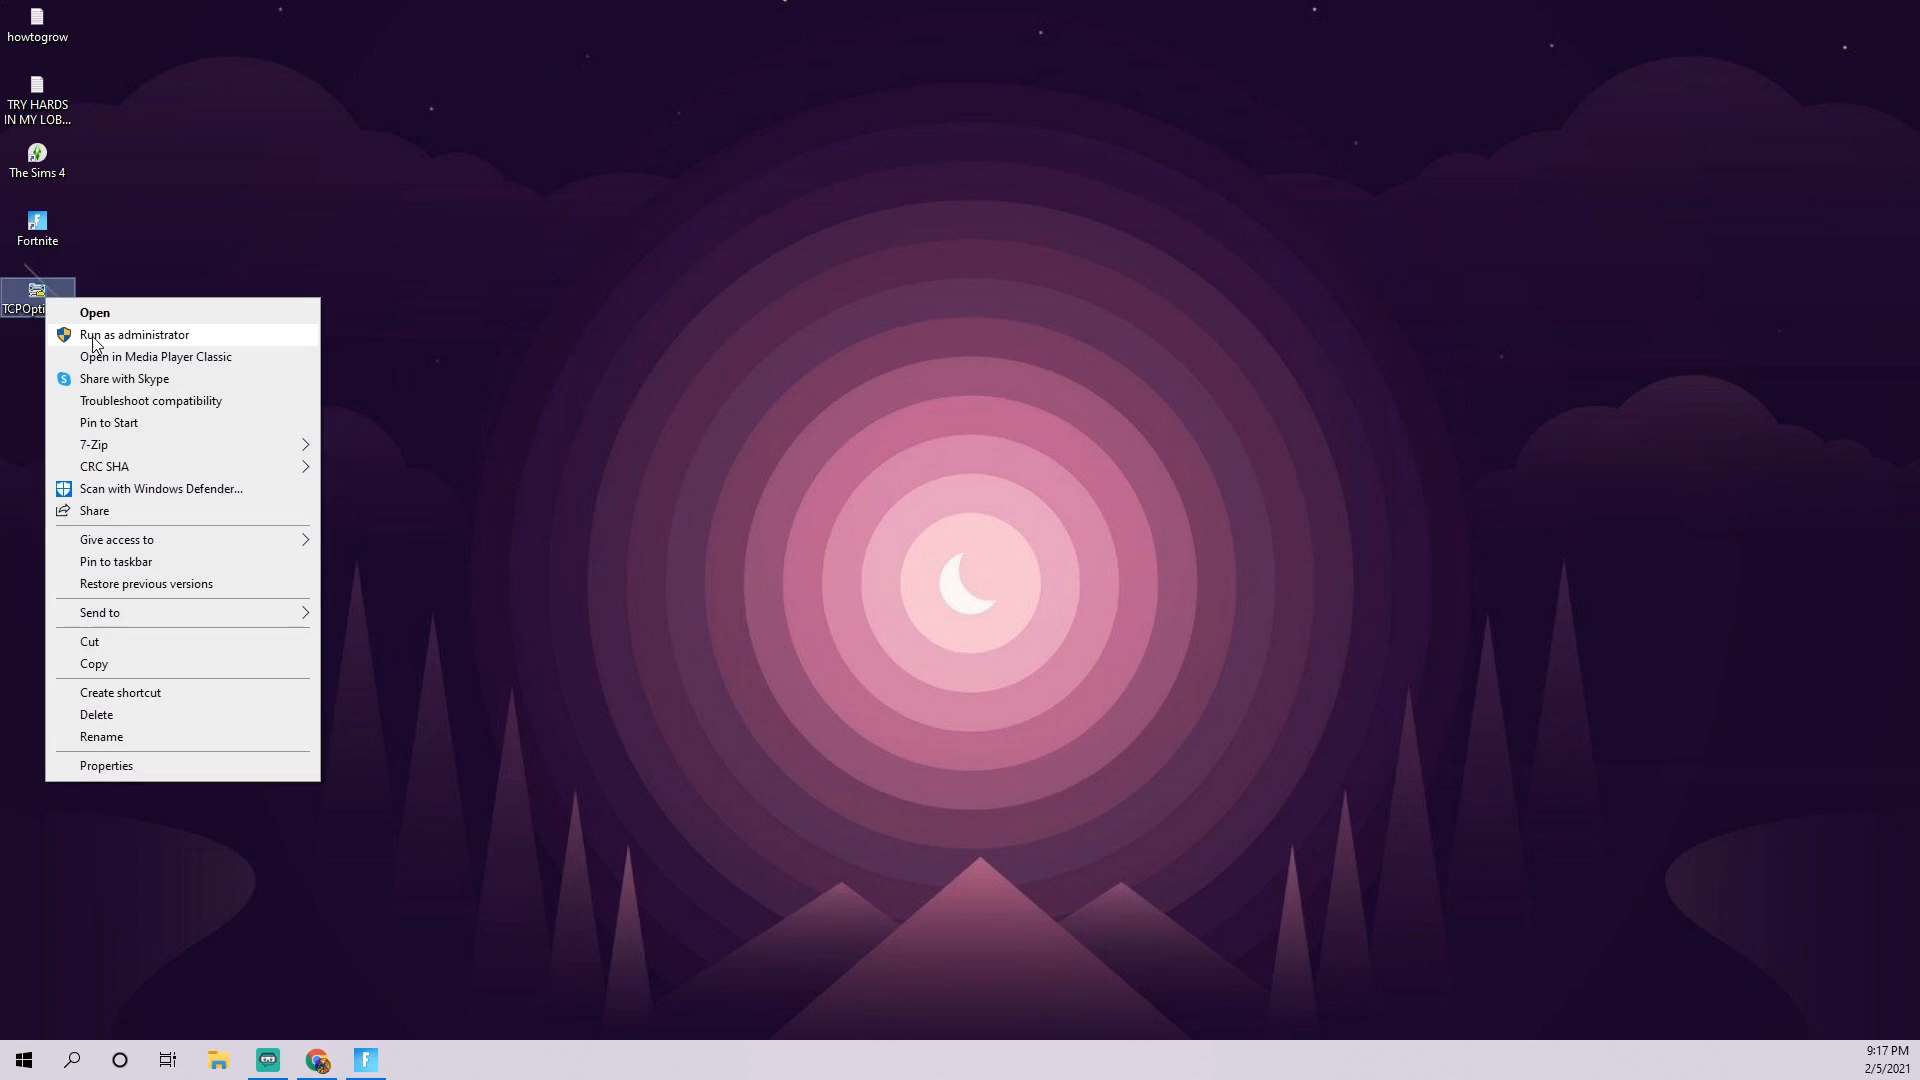 howtogrow
TRY HARDS
IN MY LOB...
The Sims 4
Fortnite
TCPOpti
Open
Run as administrator
Open in Media Player Classic
Share with Skype
Troubleshoot compatibility
Pin to Start
7-Zip
CRC SHA
Scan with Windows Defender...
Share
Give access to
Pin to taskbar
Restore previous versions
Send to
Cut
Copy
Create shortcut
Delete
Rename
Properties
9:17 PM
2/5/2021